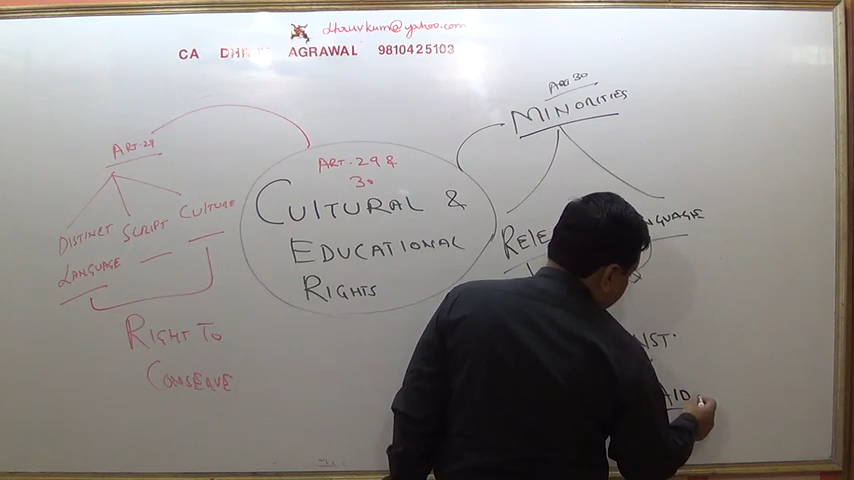 dhruvkum@yahoo.com
CA AGRAWAL 9810425103
ART.29
DISTINCT
LANGUAGE
SCRIPT
CULTURE
RIGHT TO
CONSERVE
ART.29 &
30
CULTURAL &
EDUCATIONAL
RIGHTS
ART 30
MINORITIES
AID